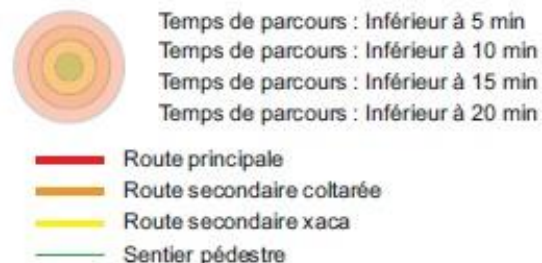 Temps de parcours : Inférieur à 5 min
Temps de parcours : Inférieur à 10 min
Temps de parcours : Inférieur à 15 min
Temps de parcours : Inférieur à 20 min
Route principale
Route secondaire coltarée
Route secondaire xaca
Sentier pédestre